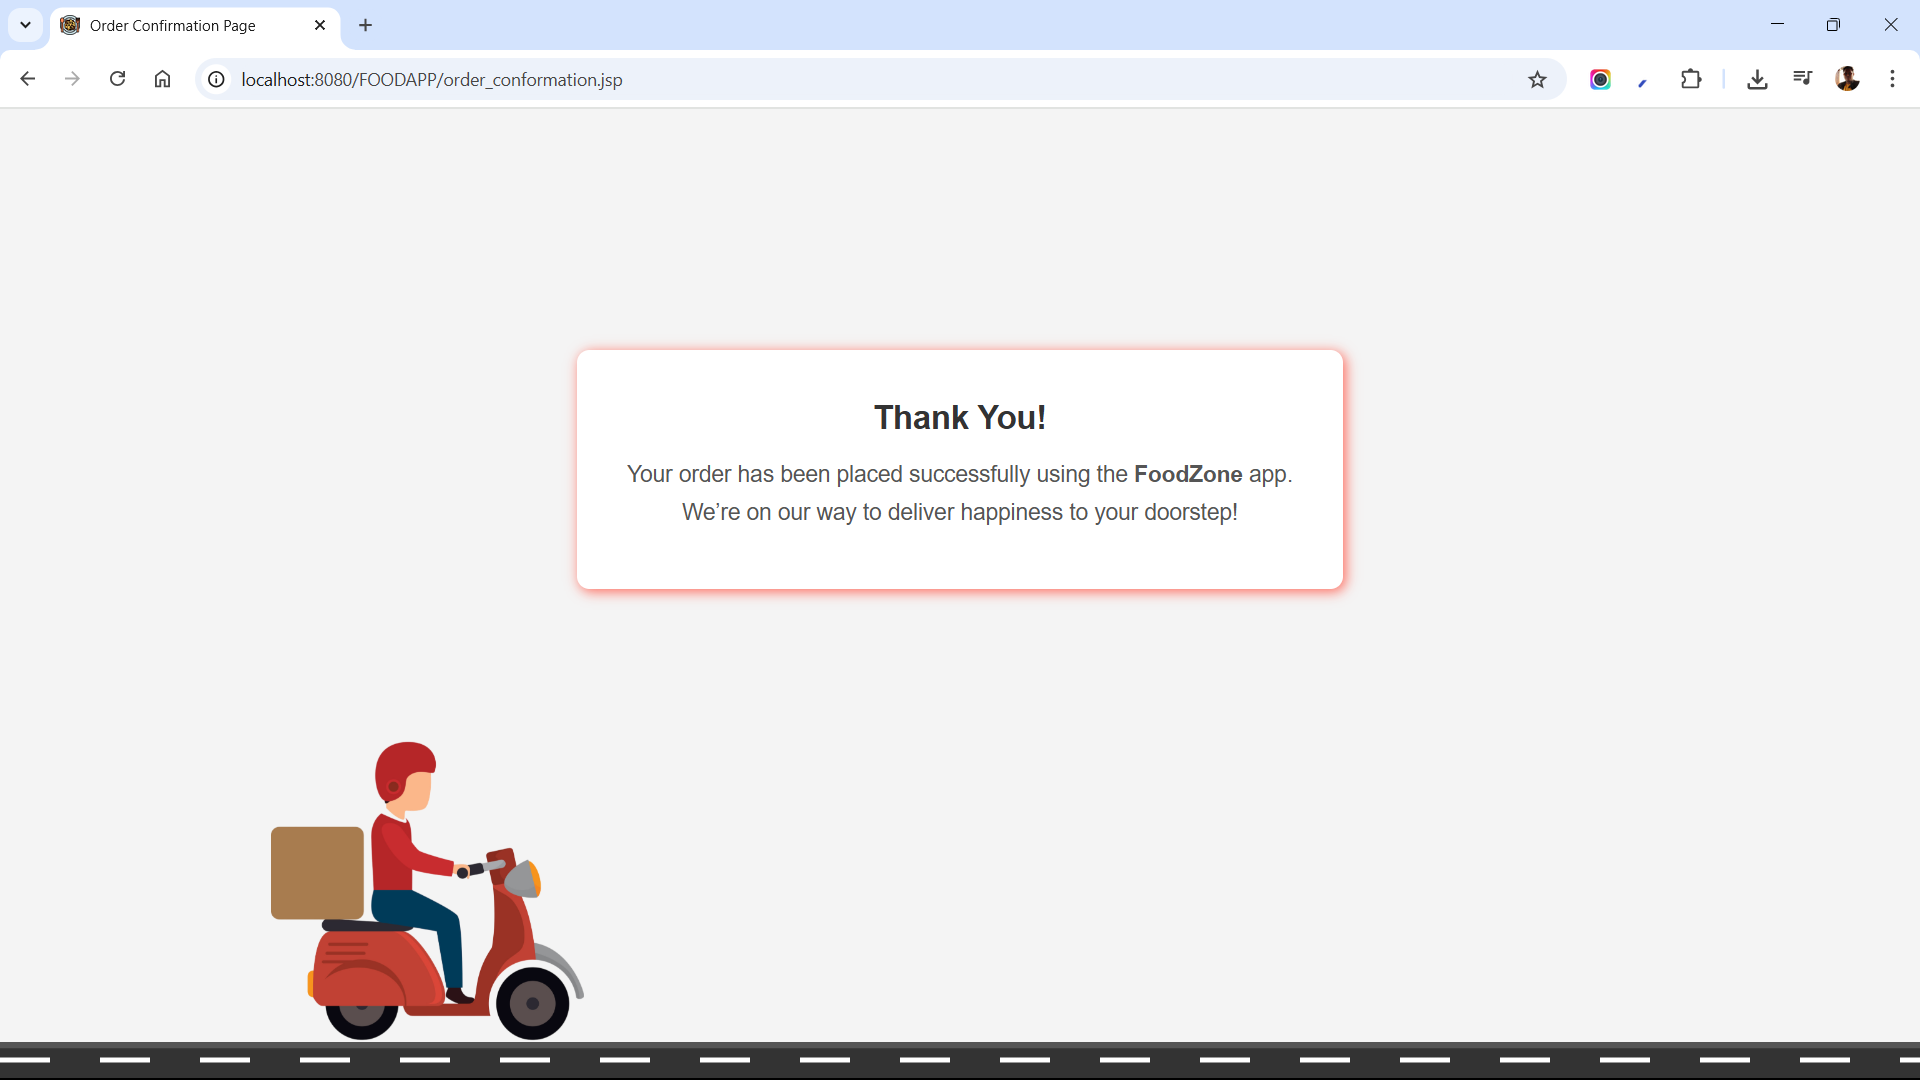 Order Confirmation Page
localhost:8080/FOODAPP/order_conformation.jsp
Thank You!
Your order has been placed successfully using the FoodZone app.
We’re on our way to deliver happiness to your doorstep!